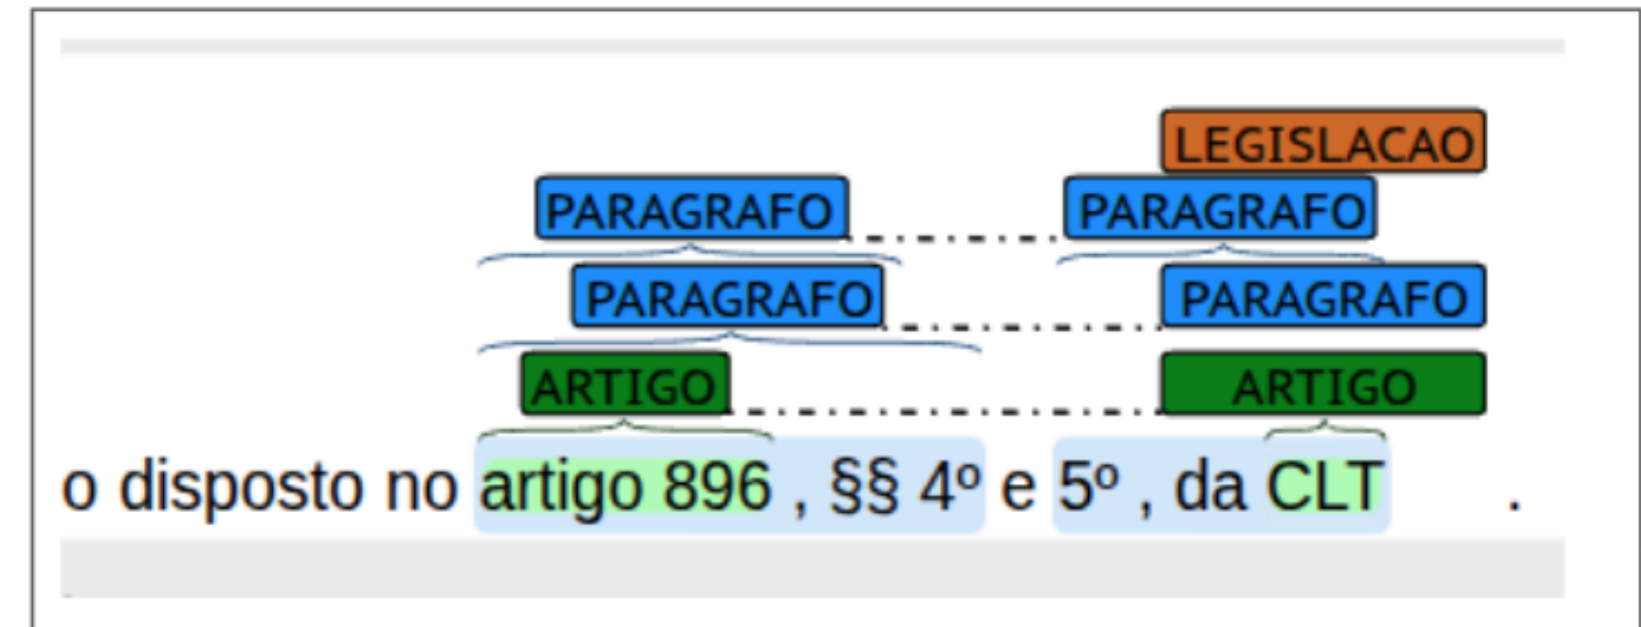 LEGISLACAO
PARAGRAFO PARAGRAFO
PARAGRAFO PARAGRAFO
ARTIGO ARTIGO
o disposto no artigo 896 , §§ 4º e 5º , da CLT .